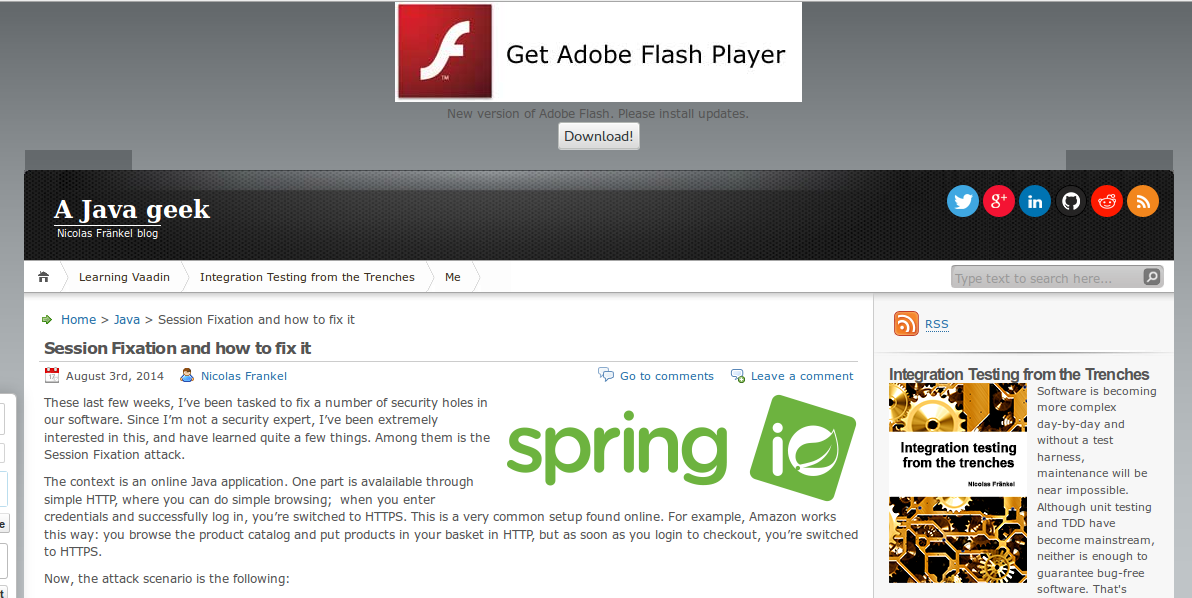 Get Adobe Flash Player
New version of Adobe Flash. Please install updates.
Download!
A Java geek
Nicolas Fränkel blog
Learning Vaadin
Integration Testing from the Trenches
Me
Type text to search here...
Home > Java > Session Fixation and how to fix it
Session Fixation and how to fix it
August 3rd, 2014
Nicolas Frankel
Go to comments
Leave a comment
These last few weeks, I've been tasked to fix a number of security holes in
our software. Since I'm not a security expert, I've been extremely
interested in this, and have learned quite a few things. Among them is the
Session Fixation attack.
spring io
The context is an online Java application. One part is avalailable through
simple HTTP, where you can do simple browsing;  when you enter
credentials and successfully log in, you're switched to HTTPS. This is a very common setup found online. For example, Amazon works
this way: you browse the product catalog and put products in your basket in HTTP, but as soon as you login to checkout, you're switched
to HTTPS.
Now, the attack scenario is the following:
RSS
Integration Testing from the Trenches
Integration testing
from the trenches
Nicolas Fränkel
Software is becoming
more complex
day-by-day and
without a test
harness,
maintenance will be
near impossible.
Although unit testing
and TDD have
become mainstream,
neither is enough to
guarantee bug-free
software. That's